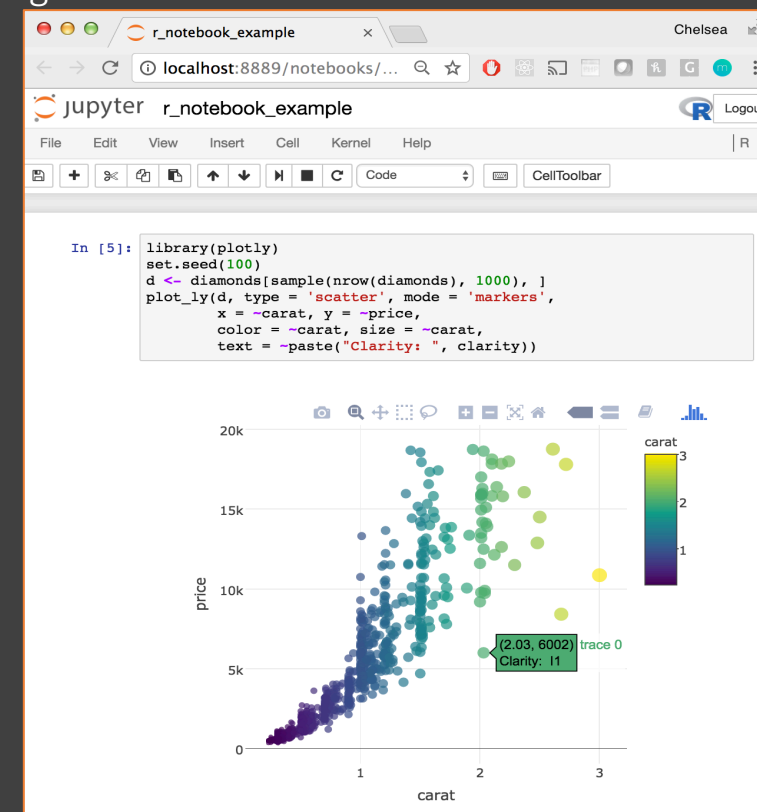 r_notebook_example ×
Chelsea
localhost:8889/notebooks/...
jupyter r_notebook_example
R
Logou
File Edit View Insert Cell Kernel Help
R
Code CellToolbar
In [5]: library(plotly)
set.seed(100)
d <- diamonds[sample(nrow(diamonds), 1000), ]
plot_ly(d, type = 'scatter', mode = 'markers',
x = ~carat, y = ~price,
color = ~carat, size = ~carat,
text = ~paste("Clarity: ", clarity))
20k
15k
10k
5k
0
price
1 2 3
carat
carat
3
2
1
(2.03, 6002) trace 0
Clarity: I1